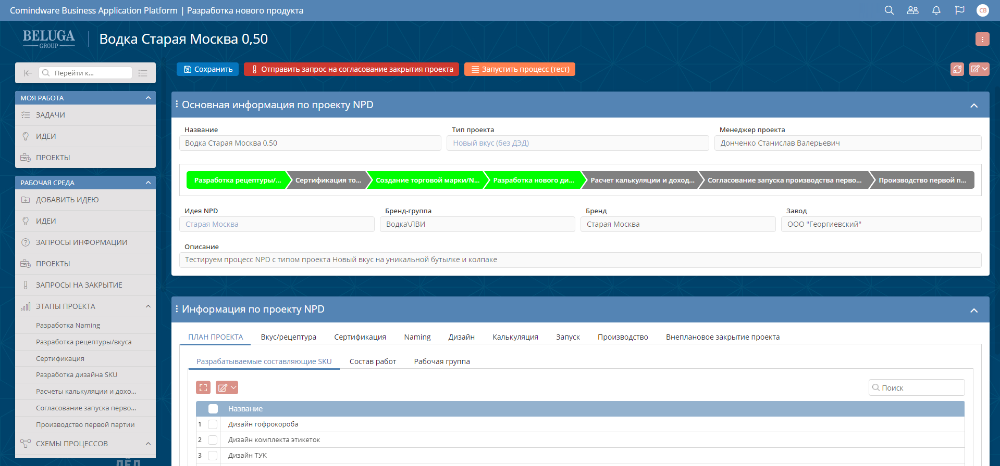 Comindware Business Application Platform | Разработка нового продукта
CB
BELUGA
GROUP
Водка Старая Москва 0,50
Перейти к...
Сохранить
Отправить запрос на согласование закрытия проекта
Запустить процесс (тест)
МОЯ РАБОТА
ЗАДАЧИ
ИДЕИ
ПРОЕКТЫ
РАБОЧАЯ СРЕДА
ДОБАВИТЬ ИДЕЮ
ИДЕИ
ЗАПРОСЫ ИНФОРМАЦИИ
ПРОЕКТЫ
ЗАПРОСЫ НА ЗАКРЫТИЕ
ЭТАПЫ ПРОЕКТА
Разработка Naming
Разработка рецептуры/вкуса
Сертификация
Разработка дизайна SKU
Расчеты калькуляции и дохо...
Согласование запуска перво...
Производство первой партии
СХЕМЫ ПРОЦЕССОВ
ЛЁД
Основная информация по проекту NPD
Название
Тип проекта
Менеджер проекта
Водка Старая Москва 0,50
Новый вкус (без ДЭД)
Донченко Станислав Валерьевич
Разработка рецептуры/...
Сертификация то...
Создание торговой марки/N...
Разработка нового ди...
Расчет калькуляции и доход...
Согласование запуска производства перво...
Производство первой п...
Идея NPD
Бренд-группа
Бренд
Завод
Старая Москва
Водка\ЛВИ
Старая Москва
ООО "Георгиевский"
Описание
Тестируем процесс NPD с типом проекта Новый вкус на уникальной бутылке и колпаке
Информация по проекту NPD
ПЛАН ПРОЕКТА
Вкус/рецептура
Сертификация
Naming
Дизайн
Калькуляция
Запуск
Производство
Внеплановое закрытие проекта
Разрабатываемые составляющие SKU
Состав работ
Рабочая группа
Поиск
Название
1 Дизайн гофрокороба
2 Дизайн комплекта этикеток
3 Дизайн ТУК